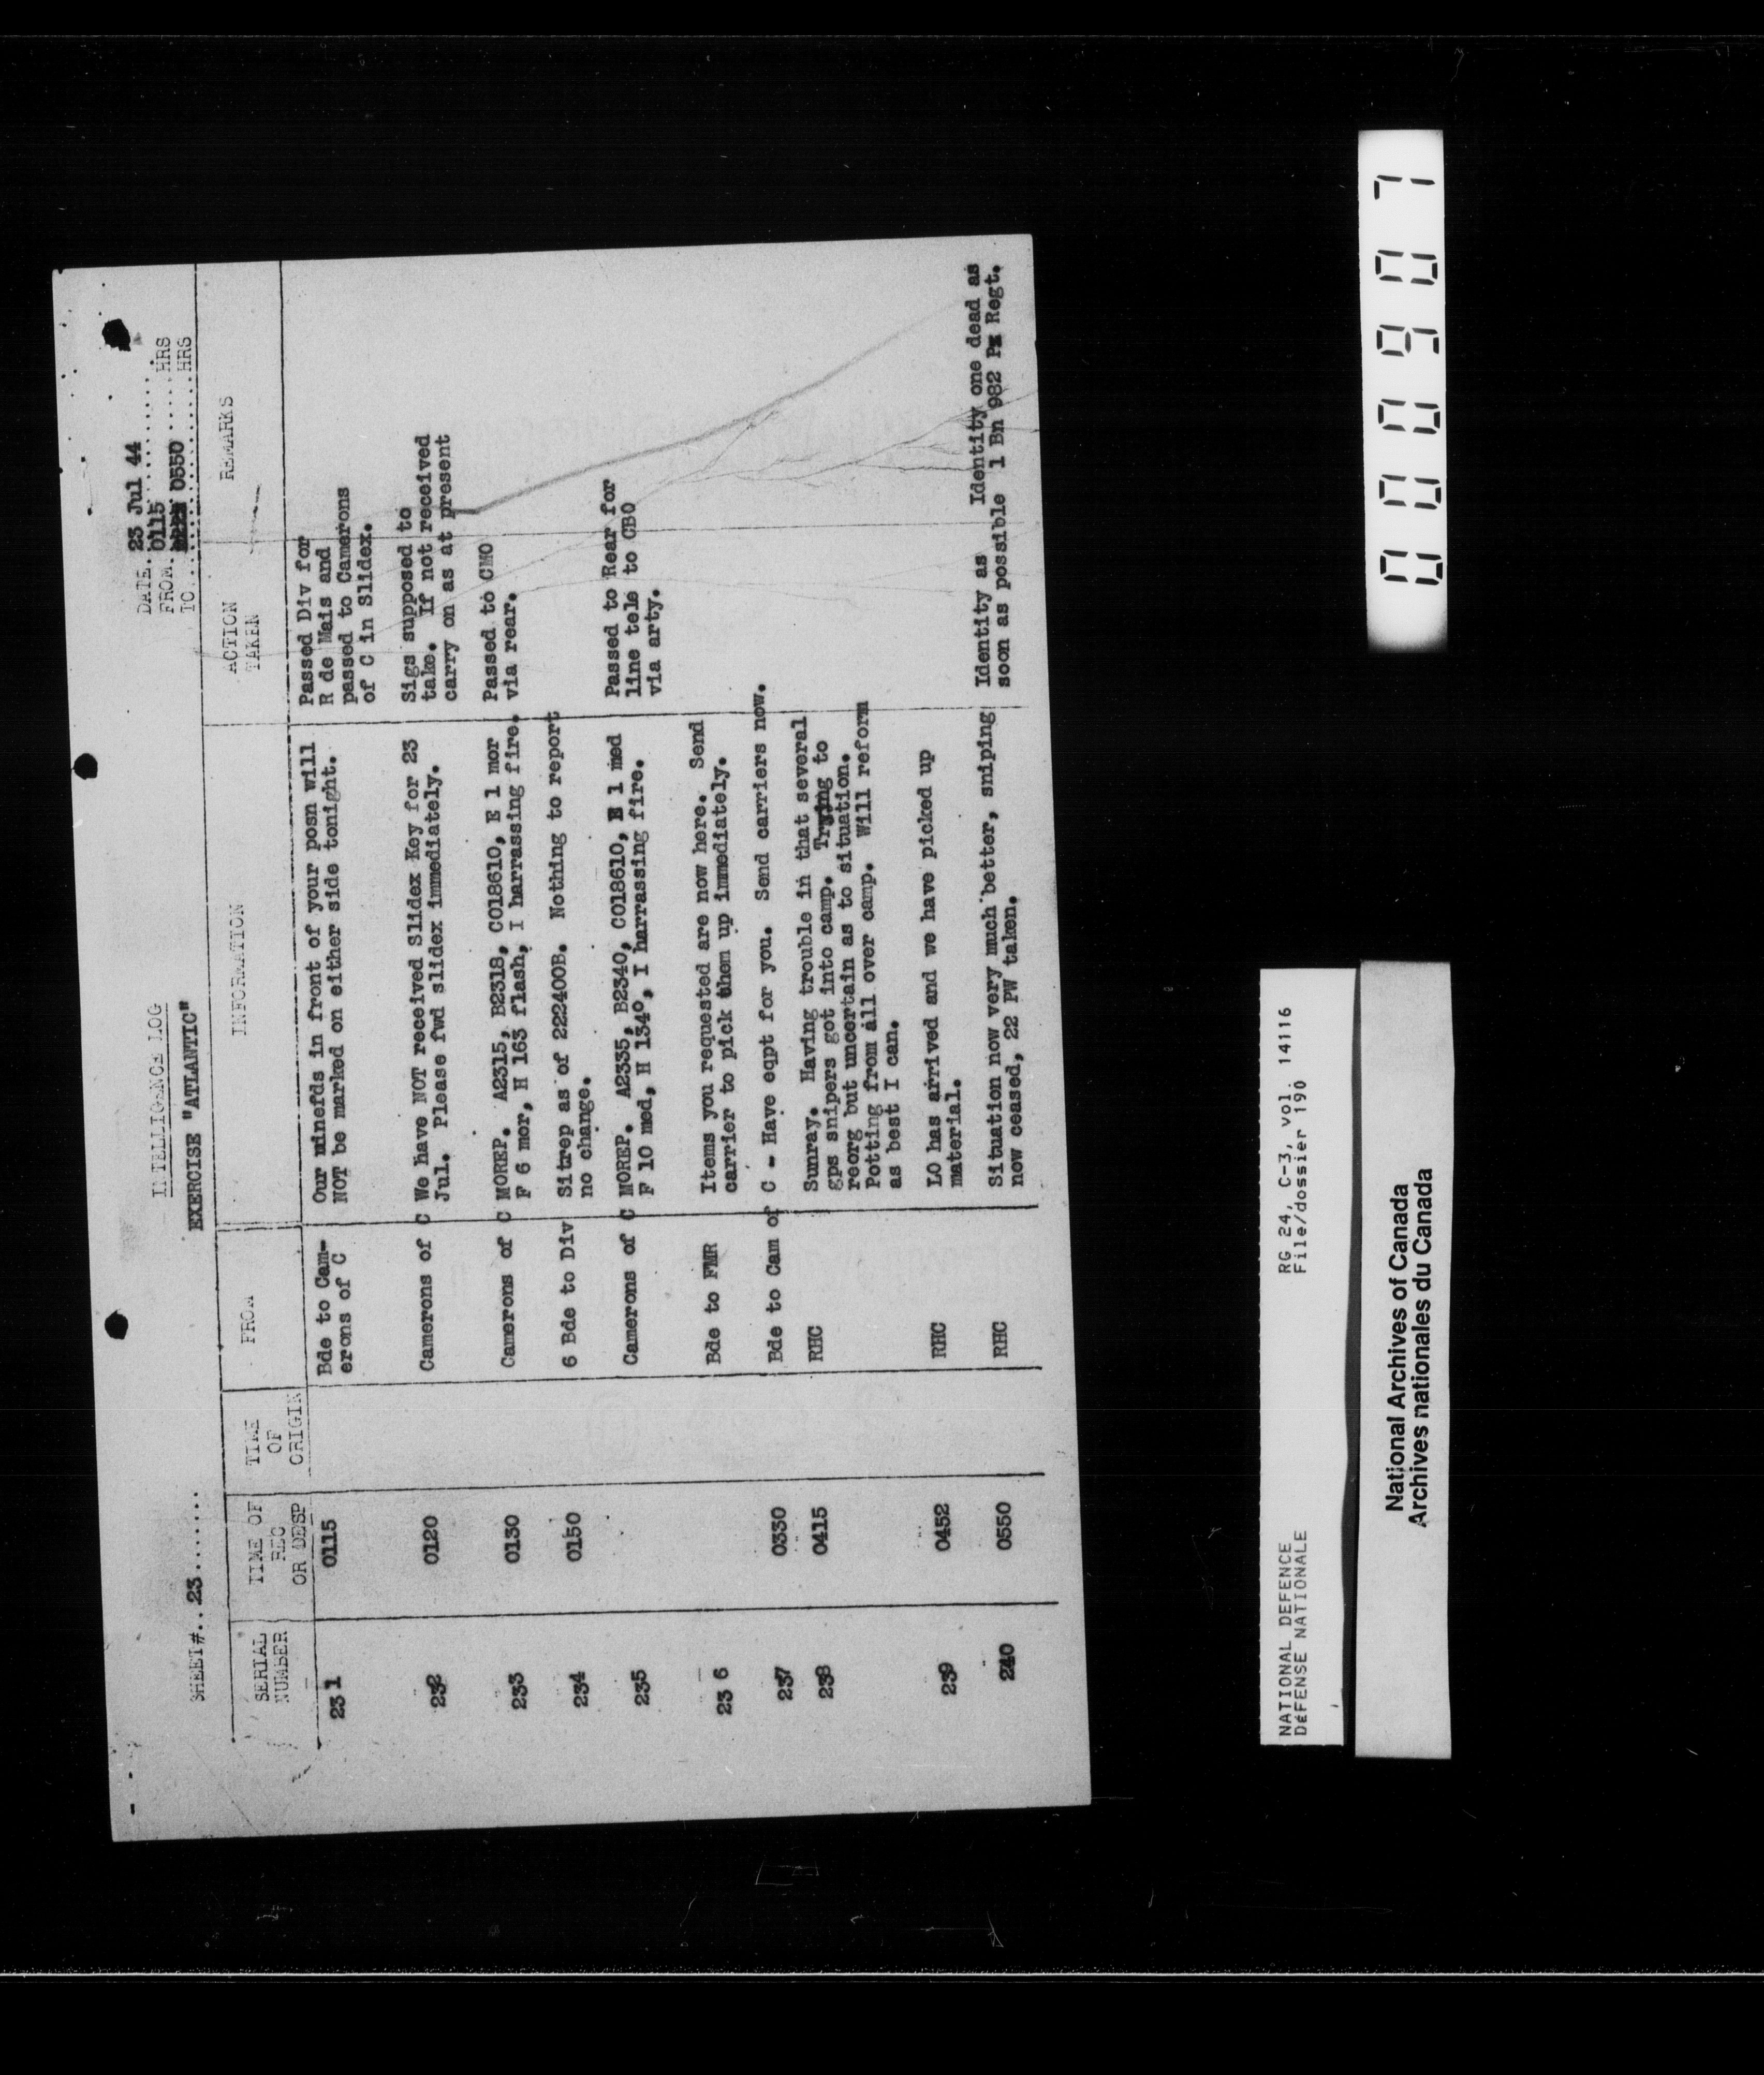 INTELLIGENCE LOG
EXERCISE "ATLANTIC"
SHEET#..23.......
DATE. 23 Jul 44
FROM. 0115 HRS
TO.... 0550 HRS
SERIAL NUMBER
TIME OF REC OR DESP
TIME OF ORIGIN
FROM
INFORMATION
ACTION TAKEN
REMARKS
231 0115 Bde to Cam-
erons of C
Our minefds in front of your posn will
NOT be marked on either side tonight.
Passed Div for
R de Mais and
passed to Camerons
of C in Slidex.
232 0120 Camerons of C
We have NOT received Slidex Key for 23
Jul. Please fwd slidex immediately.
Sigs supposed to
take. If not received
carry on as at present
233 0130 Camerons of C
MOREP. A2315, B2318, C018610, E 1 mor
F 6 mor, H 163 flash, I harrassing fire.
Passed to CMO
via rear.
234 0150 6 Bde to Div
Sitrep as of 222400B. Nothing to report
no change.
235 Camerons of C
MOREP. A2335, B2340, C018610, E 1 med
F 10 med, H 134°, I harrassing fire.
Passed to Rear for
line tele to CBO
via arty.
23 6 Bde to FMR
Items you requested are now here. Send
carrier to pick them up immediately.
237 0330 Bde to Cam of C - Have eqpt for you. Send carriers now.
238 0415 RHC
Sunray. Having trouble in that several
gps snipers got into camp. Trying to
reorg but uncertain as to situation.
Potting from all over camp. Will reform
as best I can.
239 0452 RHC
LO has arrived and we have picked up
material.
240 0550 RHC
Situation now very much better, sniping
now ceased, 22 PW taken.
Identity as
soon as possible
Identity one dead as
1 Bn 982 Pz Regt.
NATIONAL DEFENCE RG 24, C-3, vol. 14116
DéFENSE NATIONALE File/dossier 190
National Archives of Canada
Archives nationales du Canada
0000907